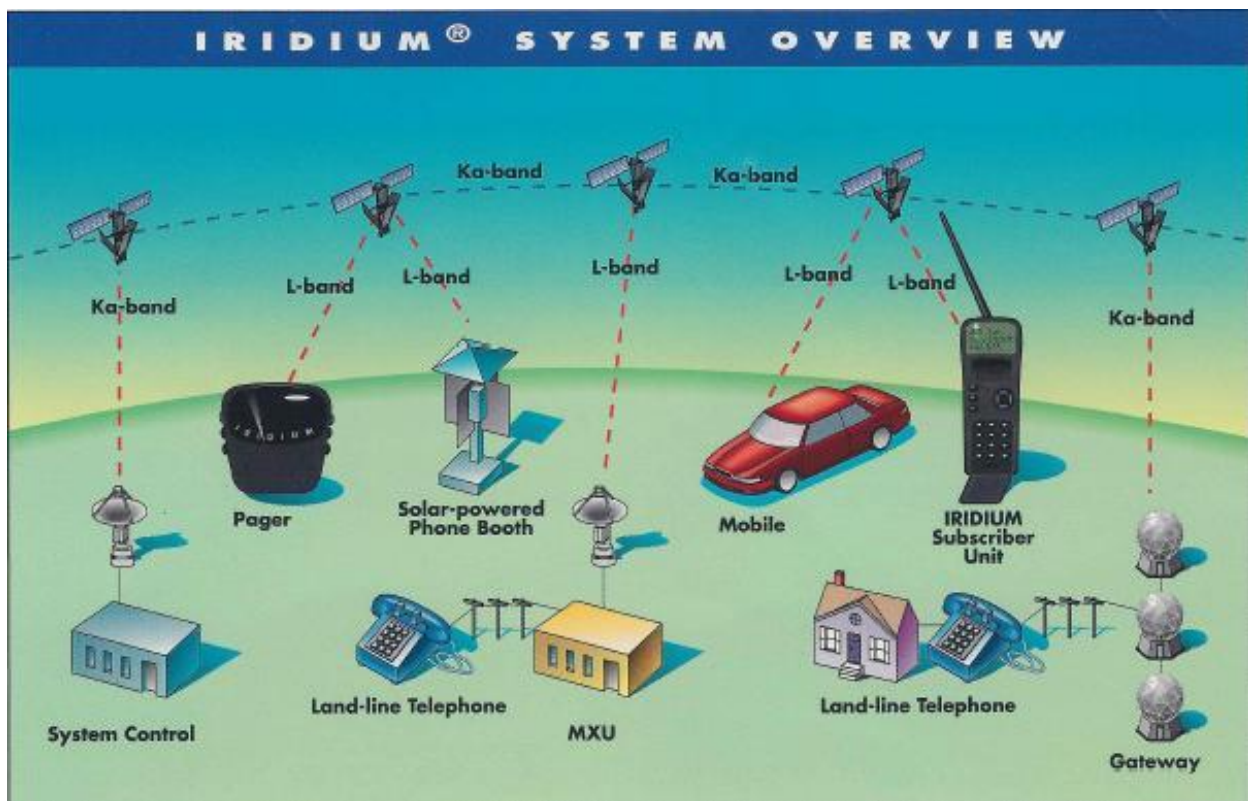 IRIDIUM® SYSTEM OVERVIEW
Ka-band
Ka-band
L-band
L-band
L-band
L-band
L-band
Ka-band
Ka-band
IRIDIUM
Pager
Solar-powered
Phone Booth
Mobile
IRIDIUM
Subscriber
Unit
Land-line Telephone
MXU
Land-line Telephone
System Control
Gateway